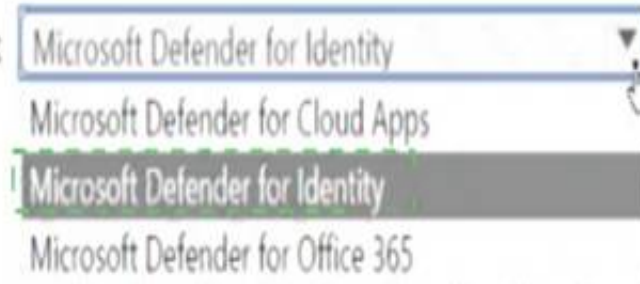 Microsoft Defender for Identity
Microsoft Defender for Cloud Apps
Microsoft Defender for Identity
Microsoft Defender for Office 365